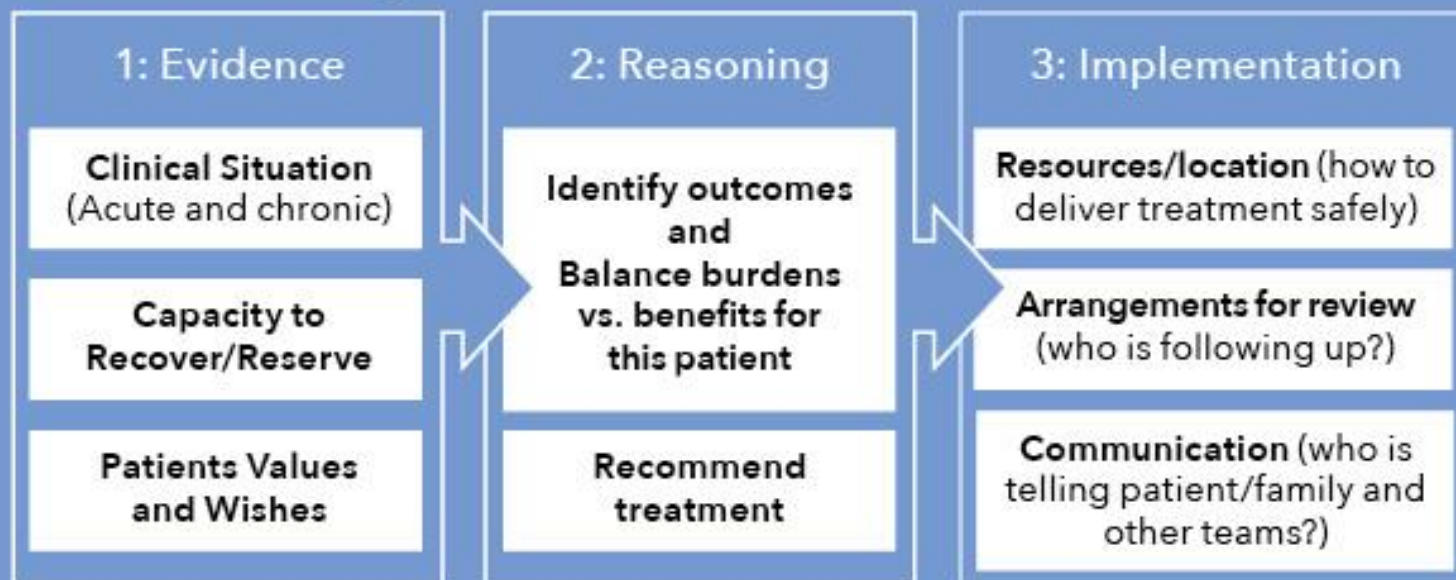 1: Evidence
Clinical Situation
(Acute and chronic)
Capacity to
Recover/Reserve
Patients Values
and Wishes
2: Reasoning
Identify outcomes
and
Balance burdens
vs. benefits for
this patient
Recommend
treatment
3: Implementation
Resources/location (how to
deliver treatment safely)
Arrangements for review
(who is following up?)
Communication (who is
telling patient/family and
other teams?)